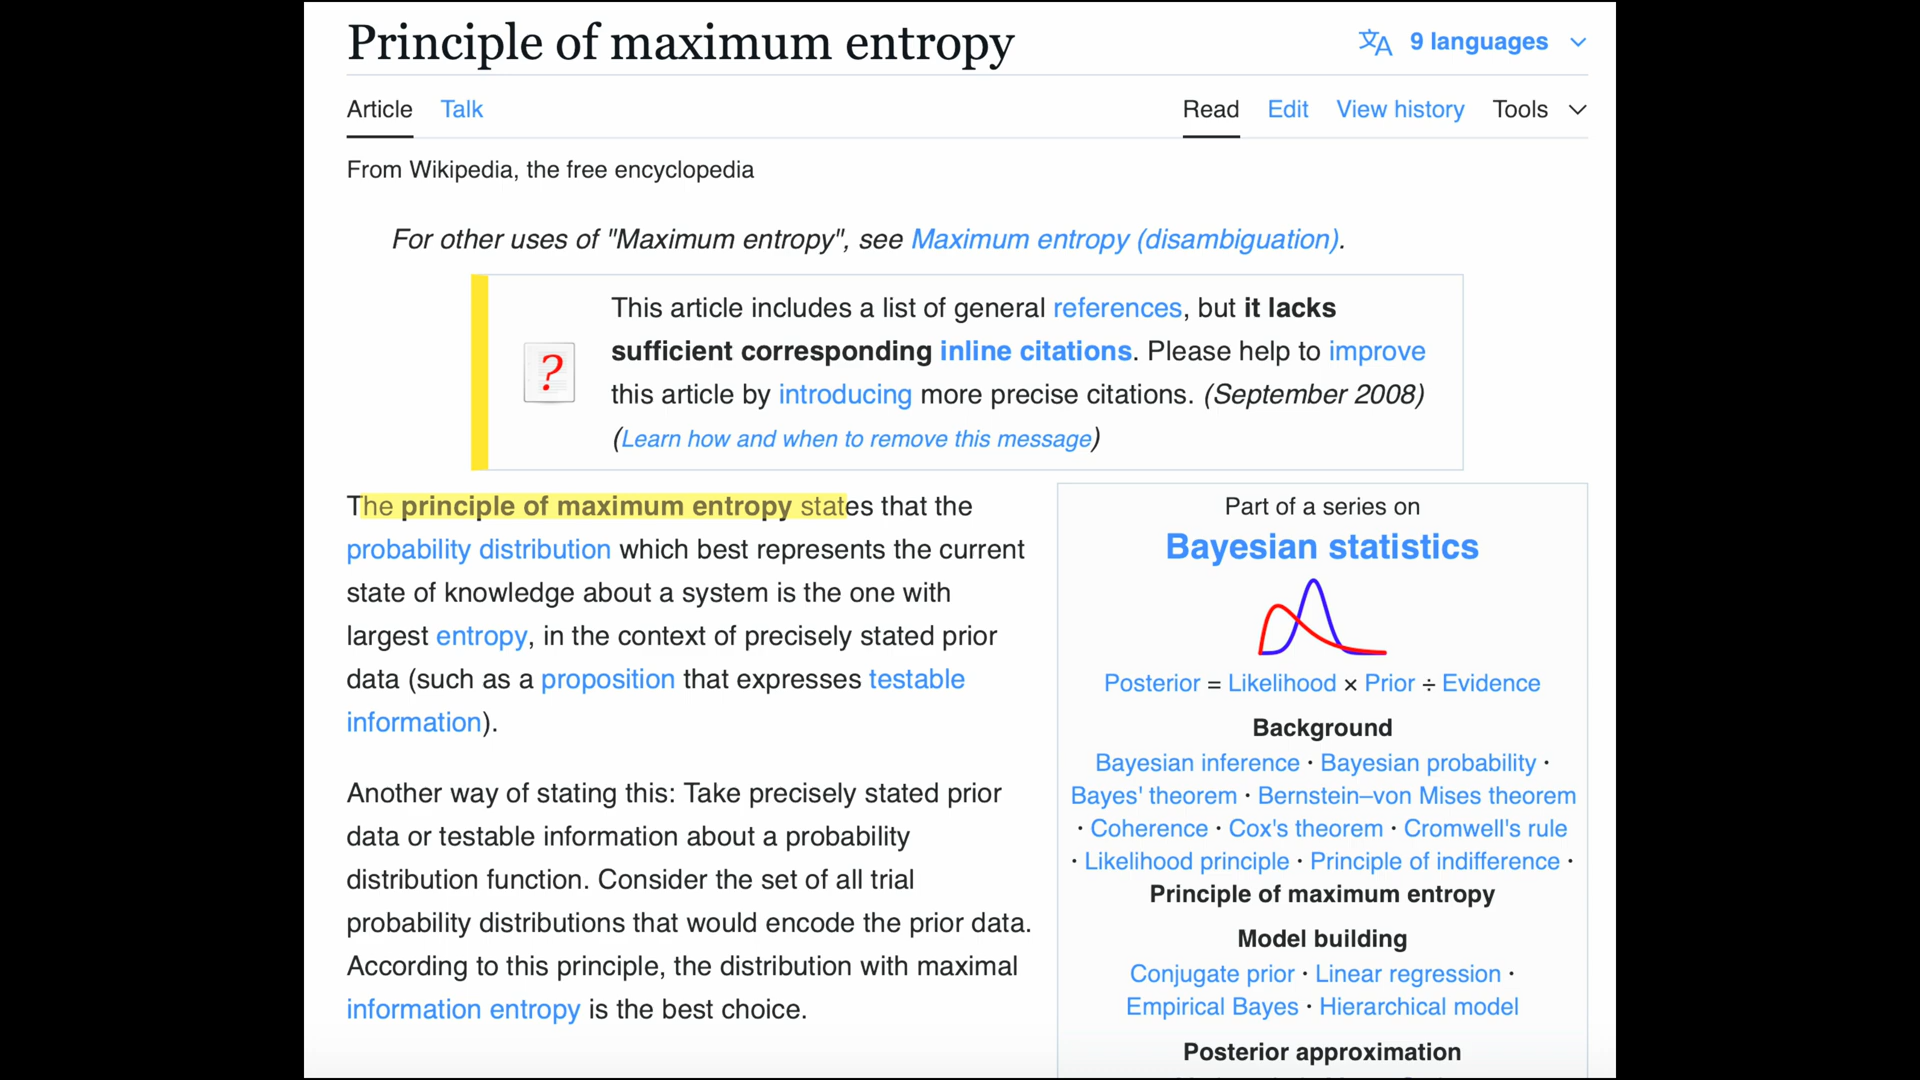 Principle of maximum entropy
文A 9 languages
Article Talk
Read Edit View history Tools
From Wikipedia, the free encyclopedia
For other uses of "Maximum entropy", see Maximum entropy (disambiguation).
?
This article includes a list of general references, but it lacks
sufficient corresponding inline citations. Please help to improve
this article by introducing more precise citations. (September 2008)
(Learn how and when to remove this message)
The principle of maximum entropy states that the
probability distribution which best represents the current
state of knowledge about a system is the one with
largest entropy, in the context of precisely stated prior
data (such as a proposition that expresses testable
information).
Another way of stating this: Take precisely stated prior
data or testable information about a probability
distribution function. Consider the set of all trial
probability distributions that would encode the prior data.
According to this principle, the distribution with maximal
information entropy is the best choice.
Part of a series on
Bayesian statistics
Posterior = Likelihood × Prior ÷ Evidence
Background
Bayesian inference · Bayesian probability ·
Bayes' theorem · Bernstein–von Mises theorem
· Coherence · Cox's theorem · Cromwell's rule
· Likelihood principle · Principle of indifference ·
Principle of maximum entropy
Model building
Conjugate prior · Linear regression ·
Empirical Bayes · Hierarchical model
Posterior approximation